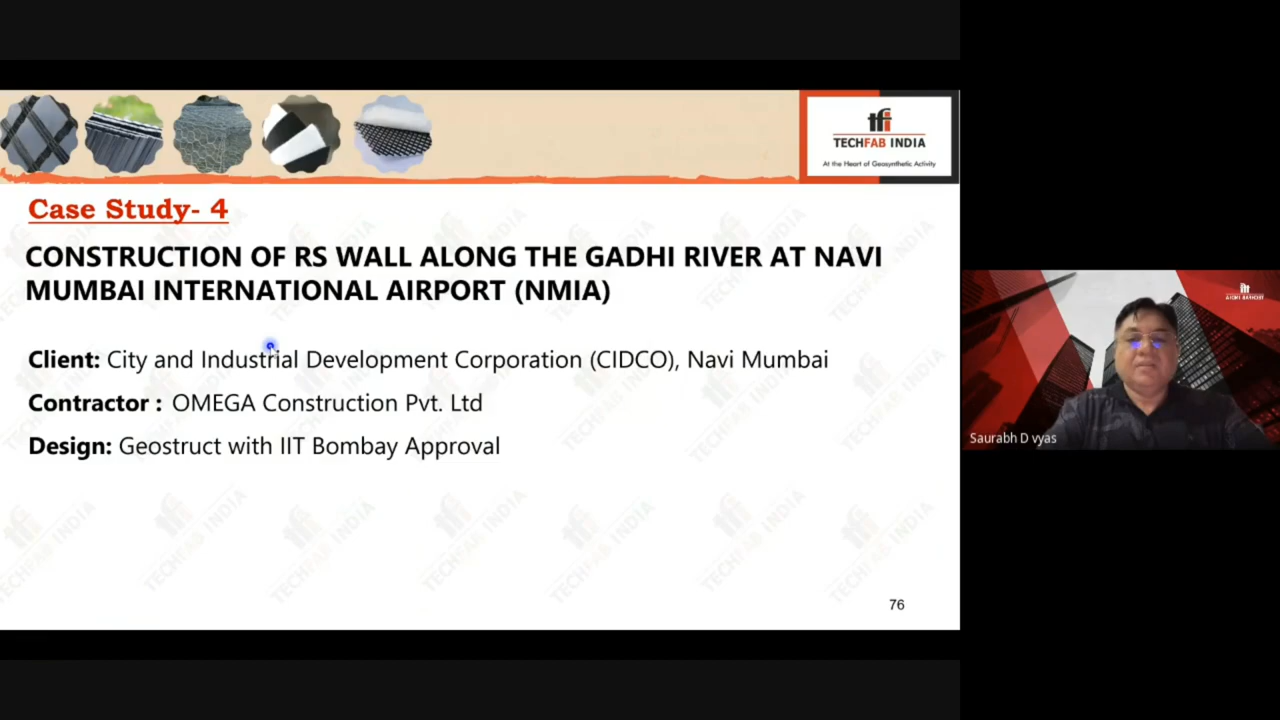 tfi
TECHFAB INDIA
At the Heart of Geosynthetic Activity
Case Study- 4
CONSTRUCTION OF RS WALL ALONG THE GADHI RIVER AT NAVI
MUMBAI INTERNATIONAL AIRPORT (NMIA)
Client: City and Industrial Development Corporation (CIDCO), Navi Mumbai
Contractor : OMEGA Construction Pvt. Ltd
Design: Geostruct with IIT Bombay Approval
76
Saurabh D vyas